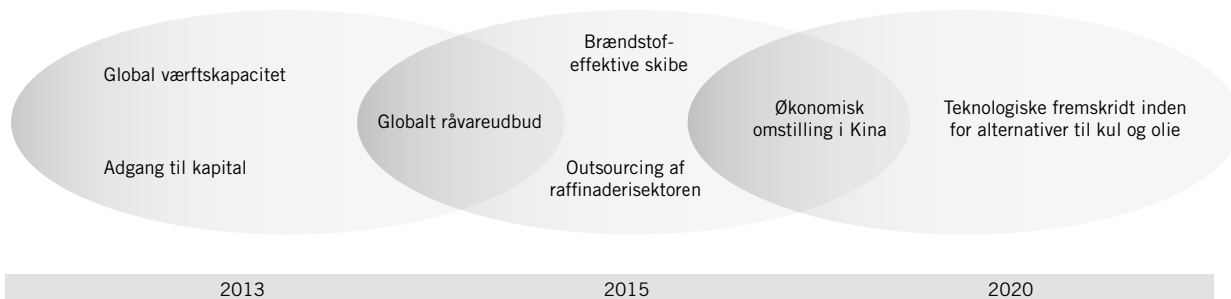 Global værftskapacitet
Adgang til kapital
Globalt råvareudbud
Brændstof-
effektive skibe
Outsourcing af
raffinaderisektoren
Økonomisk
omstilling i Kina
Teknologiske fremskridt inden
for alternativer til kul og olie
2013
2015
2020